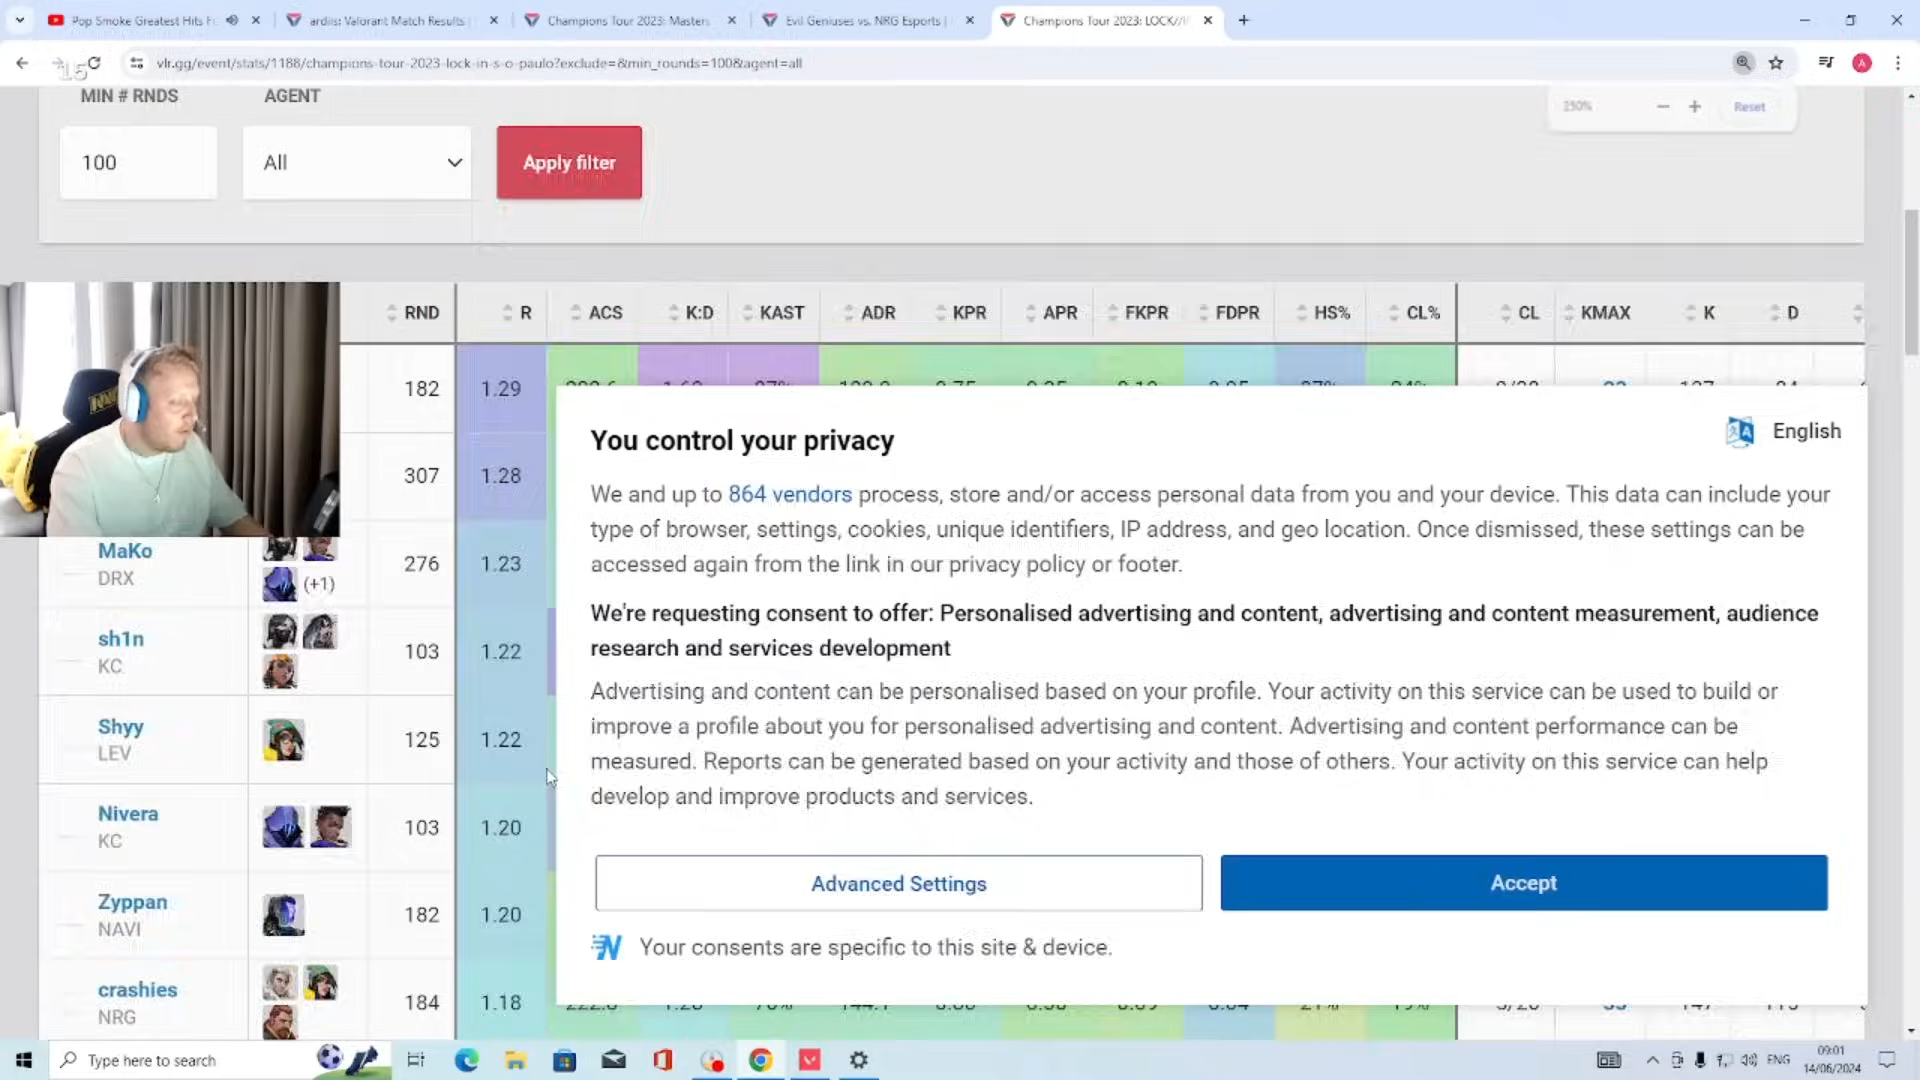 Pop Smoke Greatest Hits F
ardiis: Valorant Match Results
Champions Tour 2023: Masters
Evil Geniuses vs. NRG Esports |
Champions Tour 2023: LOCK//I
15
vlr.gg/event/stats/1188/champions-tour-2023-lock-in-s-o-paulo?exclude=&min_rounds=100&agent=all
A
250%
Reset
MIN # RNDS AGENT
100 All Apply filter
RND R ACS K:D KAST ADR KPR APR FKPR FDPR HS% CL% CL KMAX K D
182 1.29
307 1.28
MaKo
DRX
(+1)
276 1.23
sh1n
KC
103 1.22
Shyy
LEV
125 1.22
Nivera
KC
103 1.20
Zyppan
NAVI
182 1.20
crashies
NRG
184 1.18
You control your privacy
English
We and up to 864 vendors process, store and/or access personal data from you and your device. This data can include your
type of browser, settings, cookies, unique identifiers, IP address, and geo location. Once dismissed, these settings can be
accessed again from the link in our privacy policy or footer.
We're requesting consent to offer: Personalised advertising and content, advertising and content measurement, audience
research and services development
Advertising and content can be personalised based on your profile. Your activity on this service can be used to build or
improve a profile about you for personalised advertising and content. Advertising and content performance can be
measured. Reports can be generated based on your activity and those of others. Your activity on this service can help
develop and improve products and services.
Advanced Settings
Accept
Your consents are specific to this site & device.
Type here to search
ENG
09:01
14/06/2024